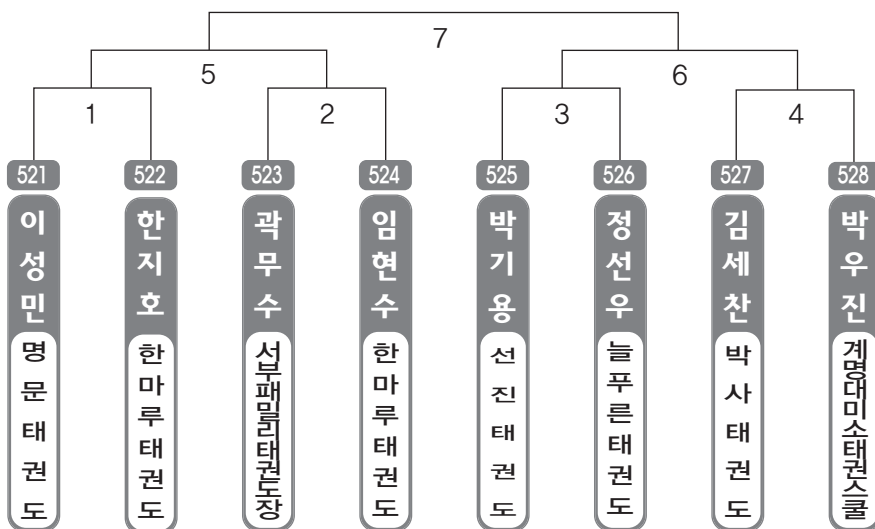 7
5
6
1
2
3
4
521
522
523
524
525
526
527
528
이성민
한지호
곽무수
임현수
박기용
정선우
김세찬
박우진
명문태권도
한마루태권도
서부패밀리태권도장
한마루태권도
선진태권도
늘푸른태권도
박사태권도
계명대미소태권스쿨